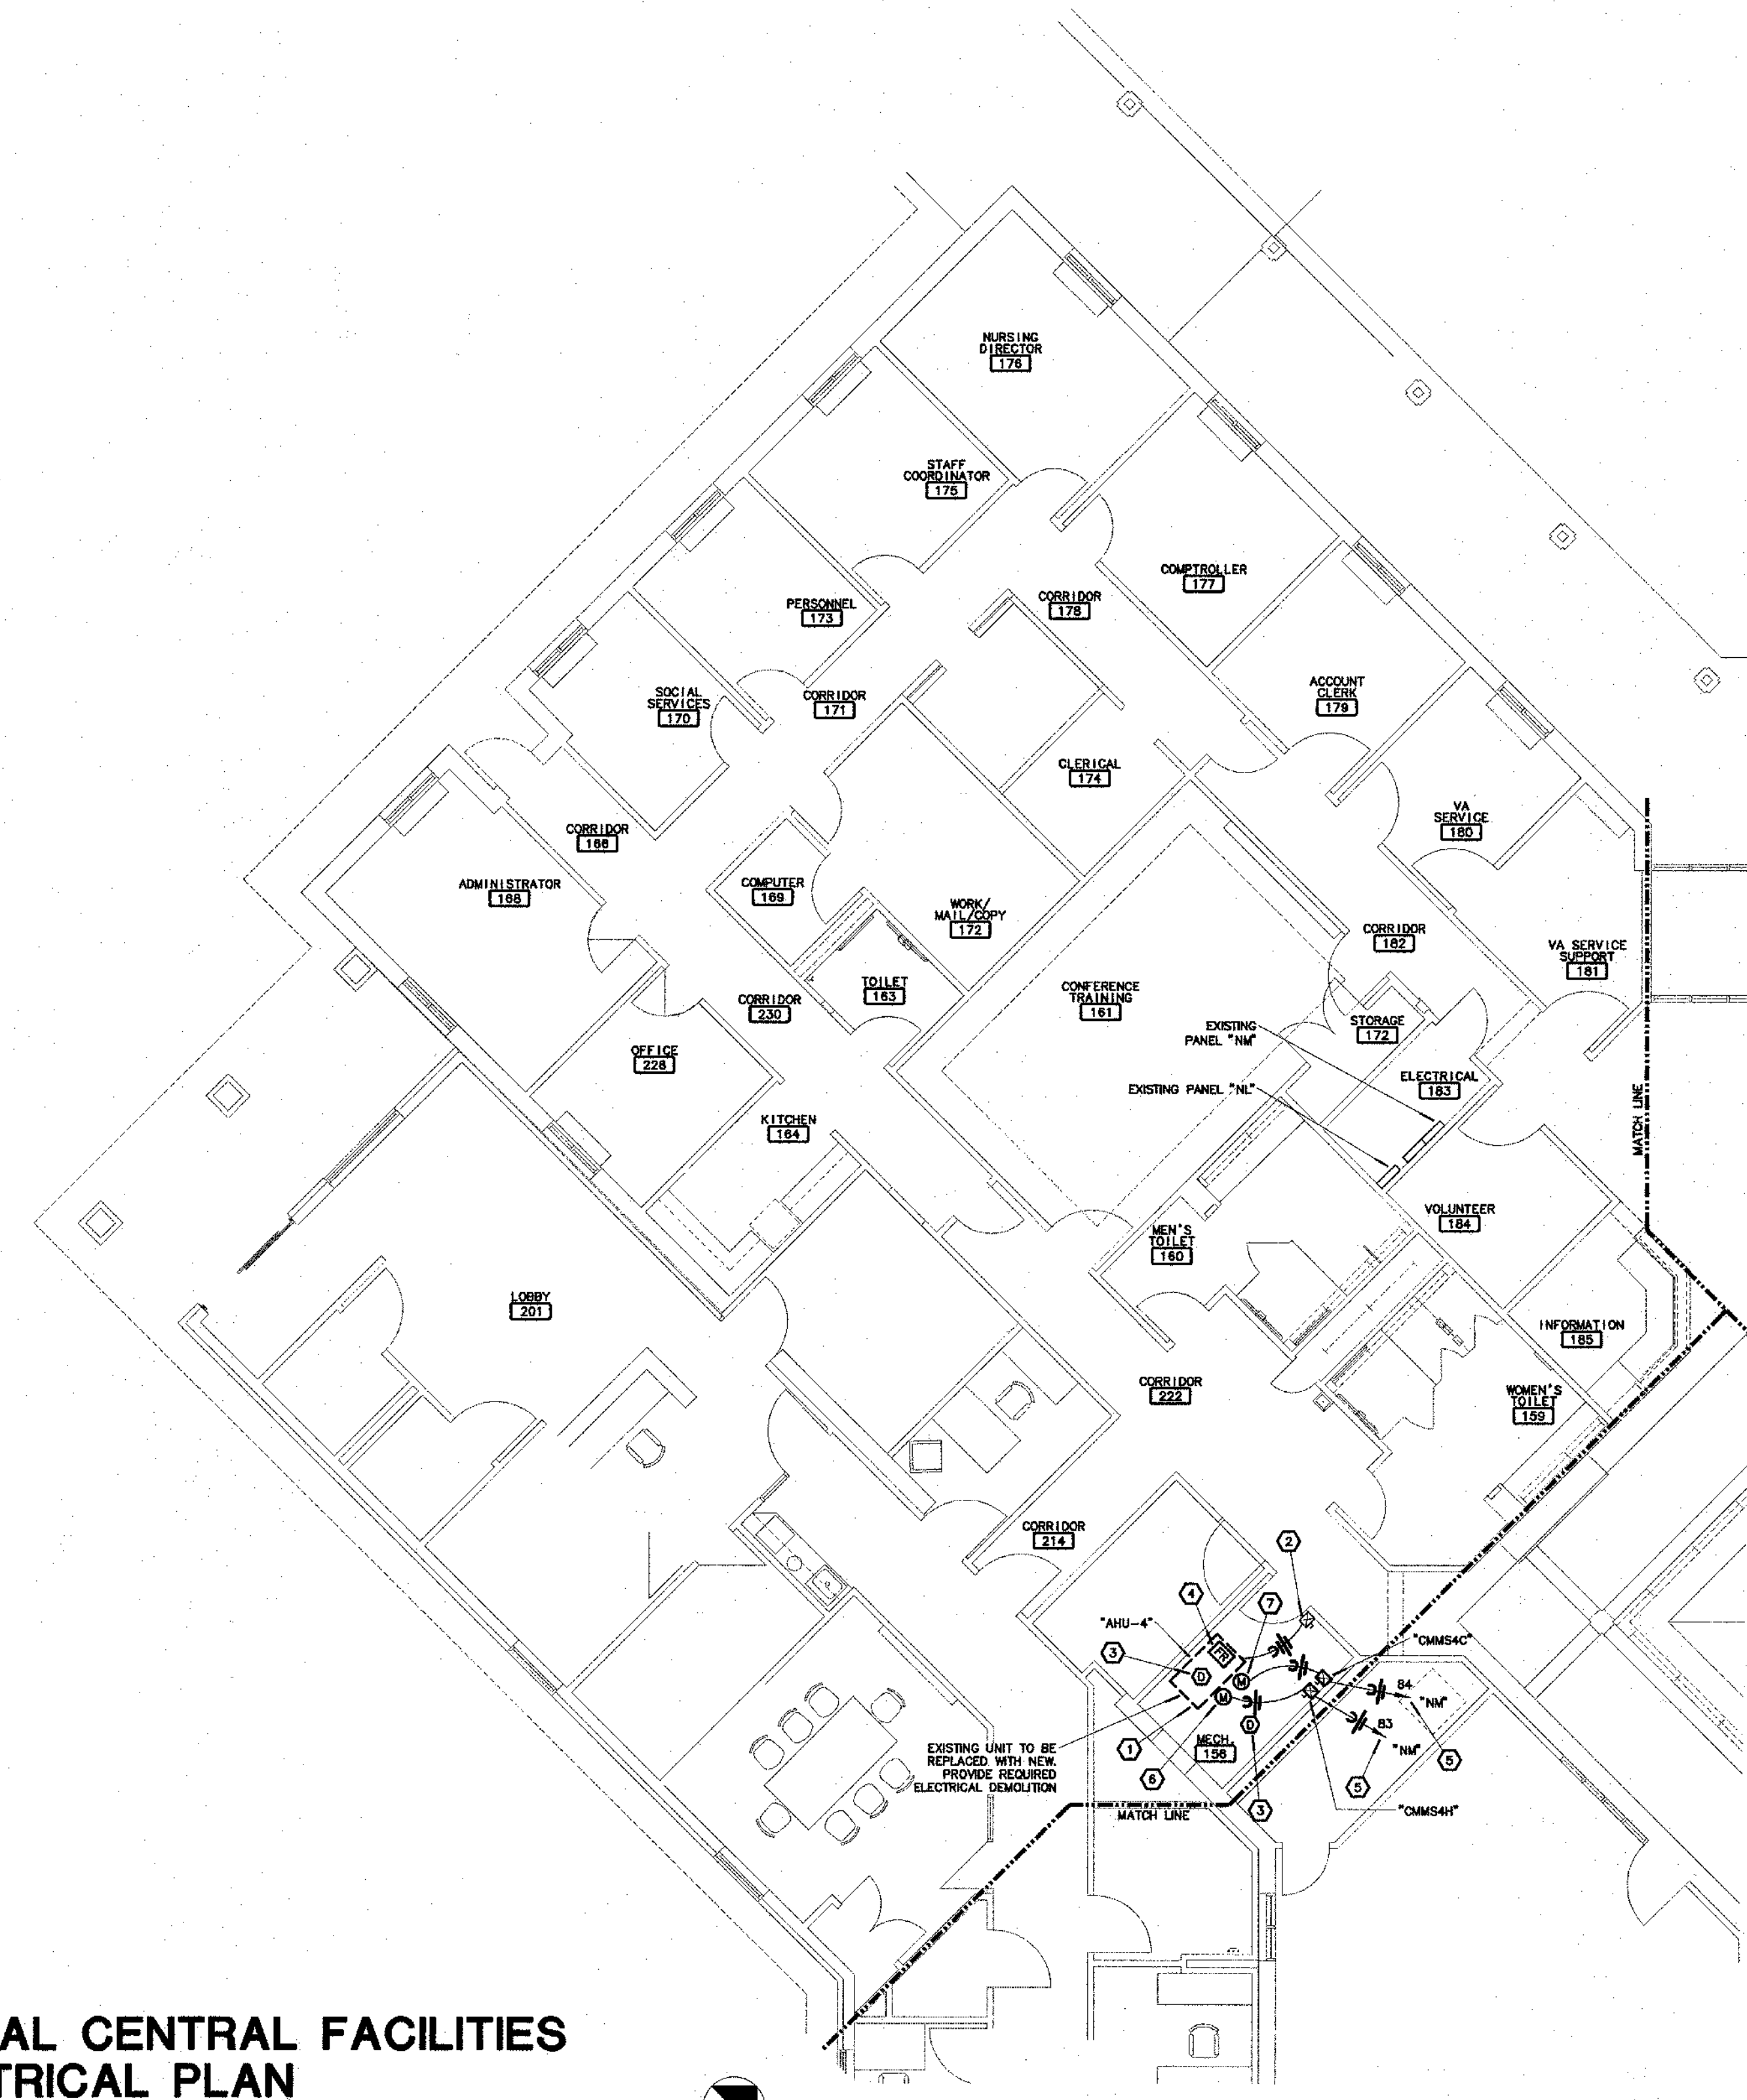 NURSING
DIRECTOR
176
STAFF
COORDINATOR
175
COMPTROLLER
177
CORRIDOR
178
PERSONNEL
173
ACCOUNT
CLERK
179
SOCIAL
SERVICES
170
CORRIDOR
171
CLERICAL
174
VA
SERVICE
180
CORRIDOR
166
ADMINISTRATOR
168
COMPUTER
169
WORK/
MAIL/COPY
172
CORRIDOR
182
VA SERVICE
SUPPORT
181
TOILET
163
CONFERENCE
TRAINING
161
CORRIDOR
230
STORAGE
172
EXISTING
PANEL "NM"
OFFICE
228
ELECTRICAL
183
EXISTING PANEL "NL"
MATCH LINE
KITCHEN
164
VOLUNTEER
184
MEN'S
TOILET
160
LOBBY
201
INFORMATION
185
CORRIDOR
222
WOMEN'S
TOILET
159
CORRIDOR
214
2
4
7
"AHU-4"
"CMMS4C"
3
D
FR
M
M
84
"NM"
D
83
"NM"
MECH.
156
1
5
EXISTING UNIT TO BE
REPLACED WITH NEW.
PROVIDE REQUIRED
ELECTRICAL DEMOLITION
6
5
3
"CMMS4H"
MATCH LINE
AL CENTRAL FACILITIES
TRICAL PLAN